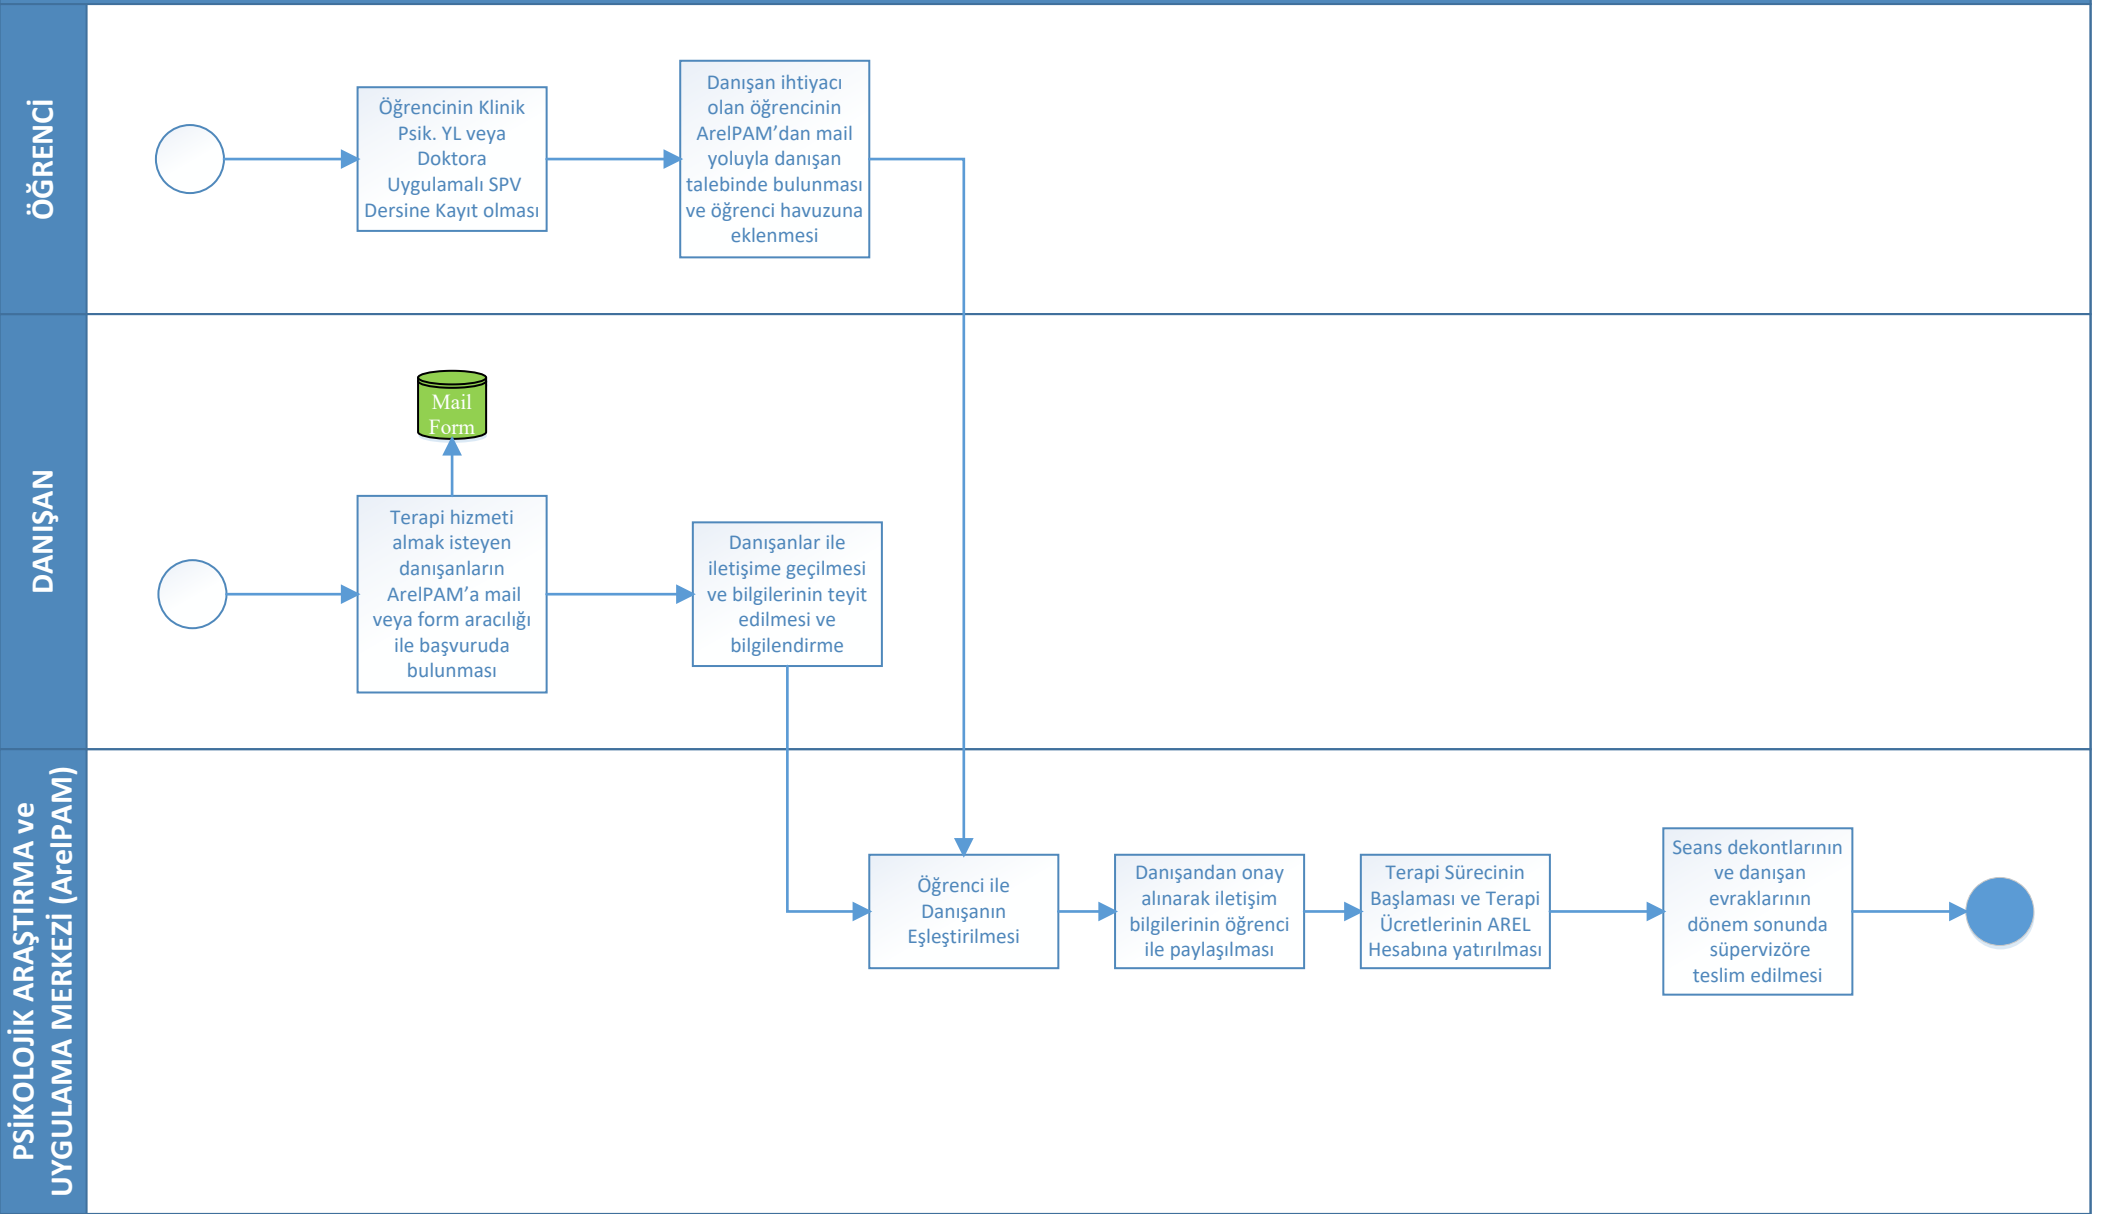 ÖĞRENCİ
Öğrencinin Klinik
Psik. YL veya
Doktora
Uygulamalı SPV
Dersine Kayıt olması
Danışan ihtiyacı
olan öğrencinin
ArelPAM’dan mail
yoluyla danışan
talebinde bulunması
ve öğrenci havuzuna
eklenmesi
DANIŞAN
Mail
Form
Terapi hizmeti
almak isteyen
danışanların
ArelPAM’a mail
veya form aracılığı
ile başvuruda
bulunması
Danışanlar ile
iletişime geçilmesi
ve bilgilerinin teyit
edilmesi ve
bilgilendirme
PSİKOLOJİK ARAŞTIRMA ve
UYGULAMA MERKEZİ (ArelPAM)
Öğrenci ile
Danışanın
Eşleştirilmesi
Danışandan onay
alınarak iletişim
bilgilerinin öğrenci
ile paylaşılması
Terapi Sürecinin
Başlaması ve Terapi
Ücretlerinin AREL
Hesabına yatırılması
Seans dekontlarının
ve danışan
evraklarının
dönem sonunda
süpervizöre
teslim edilmesi